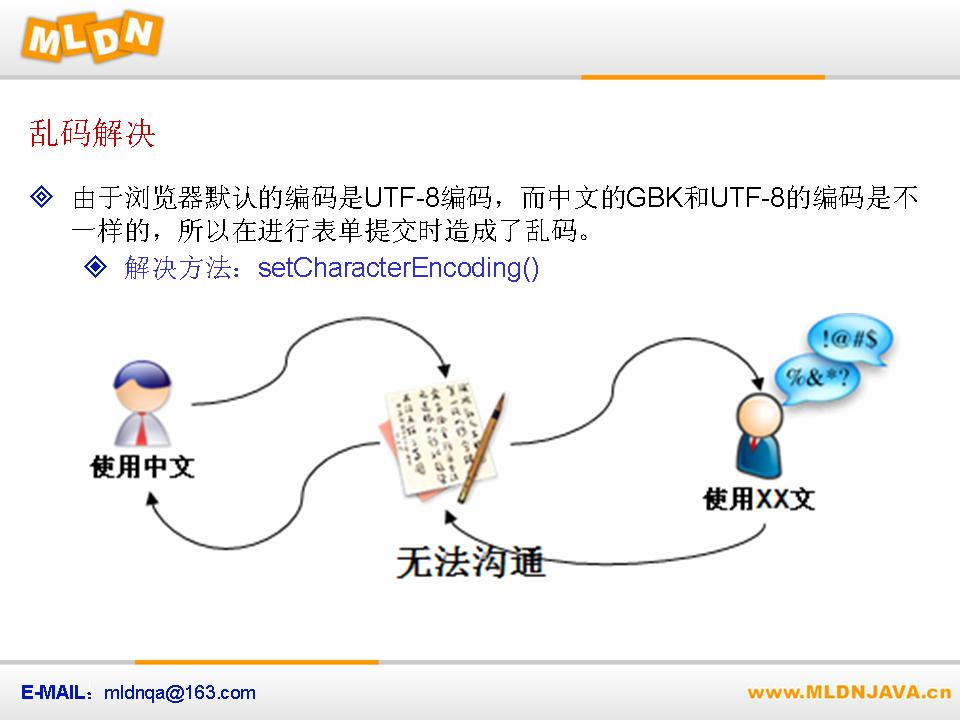 MLDN
乱码解决
由于浏览器默认的编码是UTF-8编码，而中文的GBK和UTF-8的编码是不
一样的，所以在进行表单提交时造成了乱码。
解决方法：setCharacterEncoding()
!@#$
%&*?
使用中文
使用XX文
无法沟通
E-MAIL：mldnqa@163.com
www.MLDNJAVA.cn